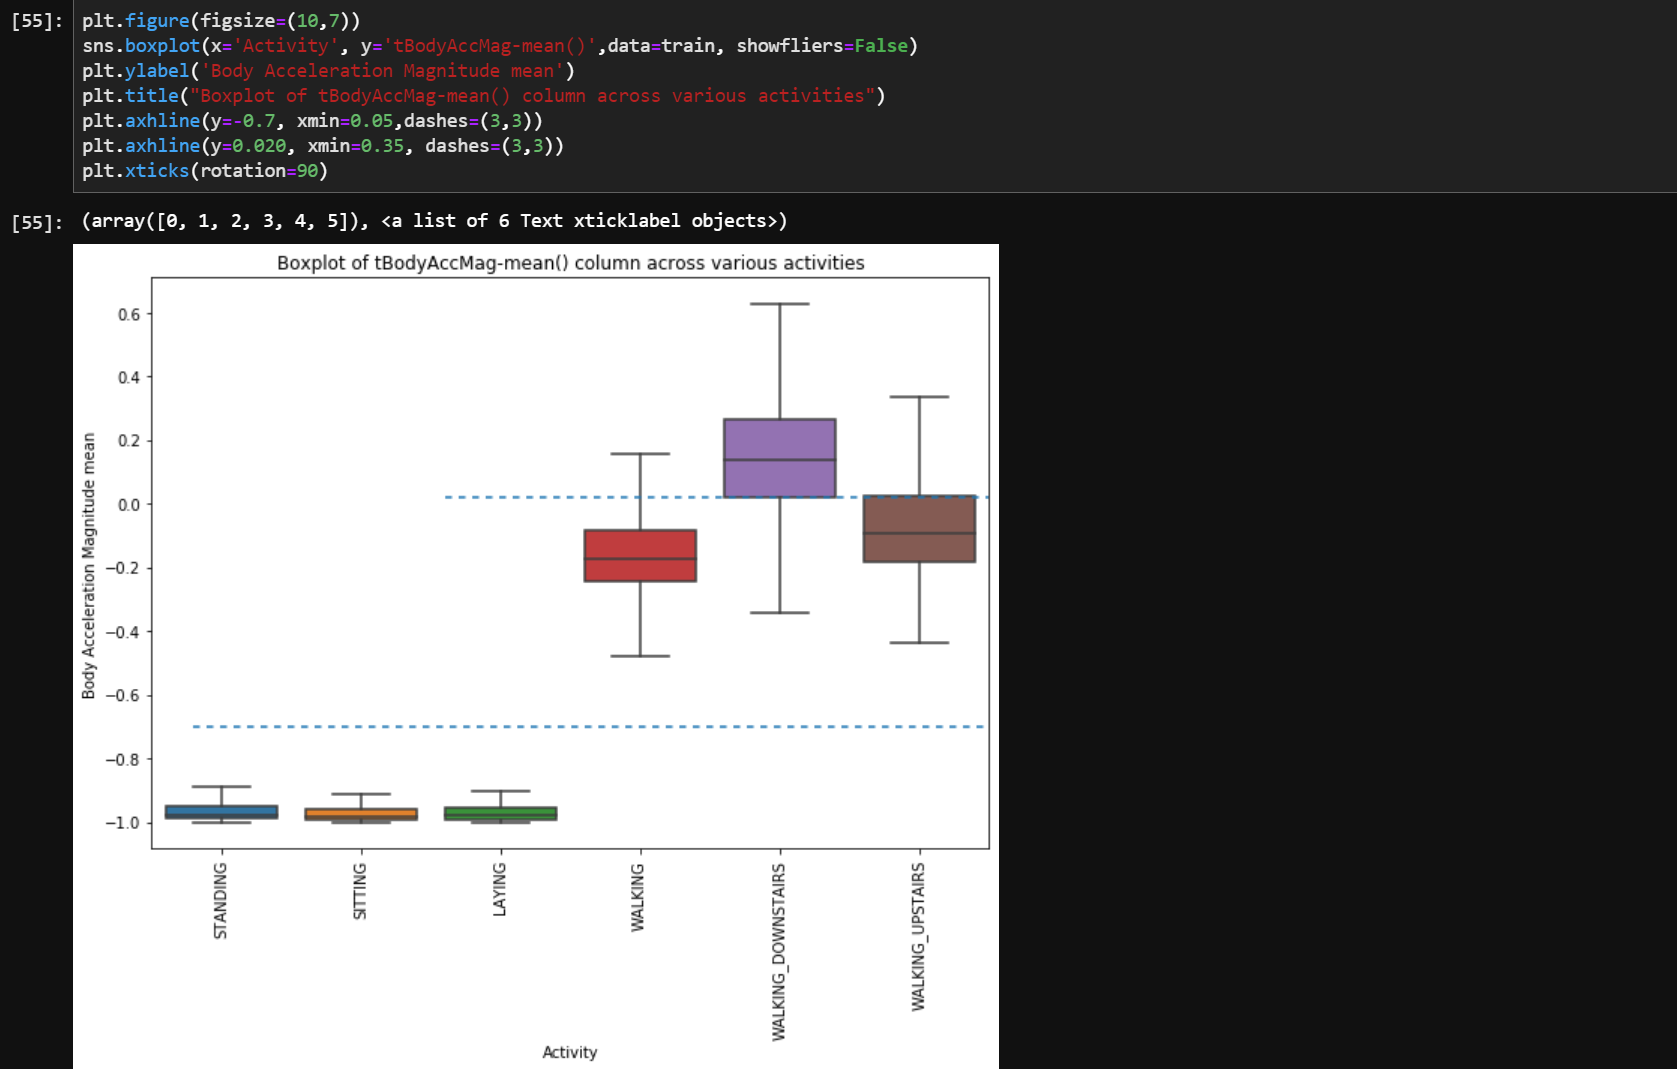 [55]: plt.figure(figsize=(10,7))
sns.boxplot(x='Activity', y='tBodyAccMag-mean()',data=train, showfliers=False)
plt.ylabel('Body Acceleration Magnitude mean')
plt.title("Boxplot of tBodyAccMag-mean() column across various activities")
plt.axhline(y=-0.7, xmin=0.05,dashes=(3,3))
plt.axhline(y=0.020, xmin=0.35, dashes=(3,3))
plt.xticks(rotation=90)
[55]: (array([0, 1, 2, 3, 4, 5]), <a list of 6 Text xticklabel objects>)
Boxplot of tBodyAccMag-mean() column across various activities
Body Acceleration Magnitude mean
0.6
0.4
0.2
0.0
−0.2
−0.4
−0.6
−0.8
−1.0
STANDING
SITTING
LAYING
WALKING
WALKING_DOWNSTAIRS
WALKING_UPSTAIRS
Activity